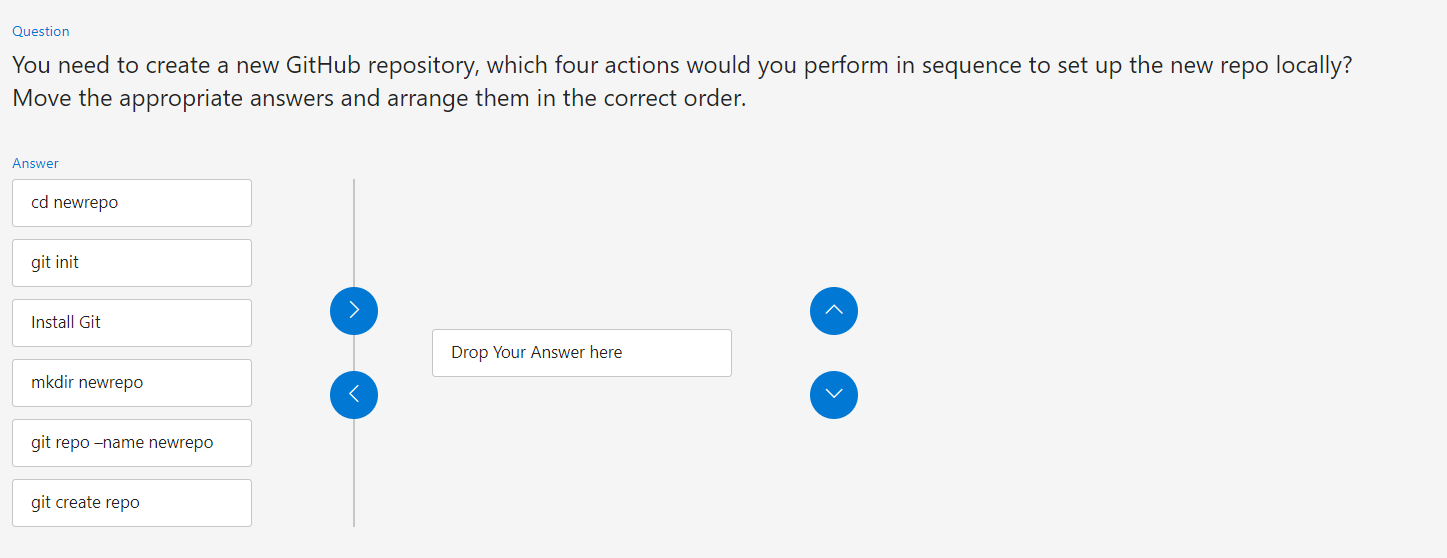 Question
You need to create a new GitHub repository, which four actions would you perform in sequence to set up the new repo locally?
Move the appropriate answers and arrange them in the correct order.
Answer
cd newrepo
git init
Install Git
mkdir newrepo
git repo –name newrepo
git create repo
Drop Your Answer here